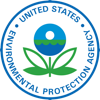 UNITED STATES
ENVIRONMENTAL PROTECTION AGENCY